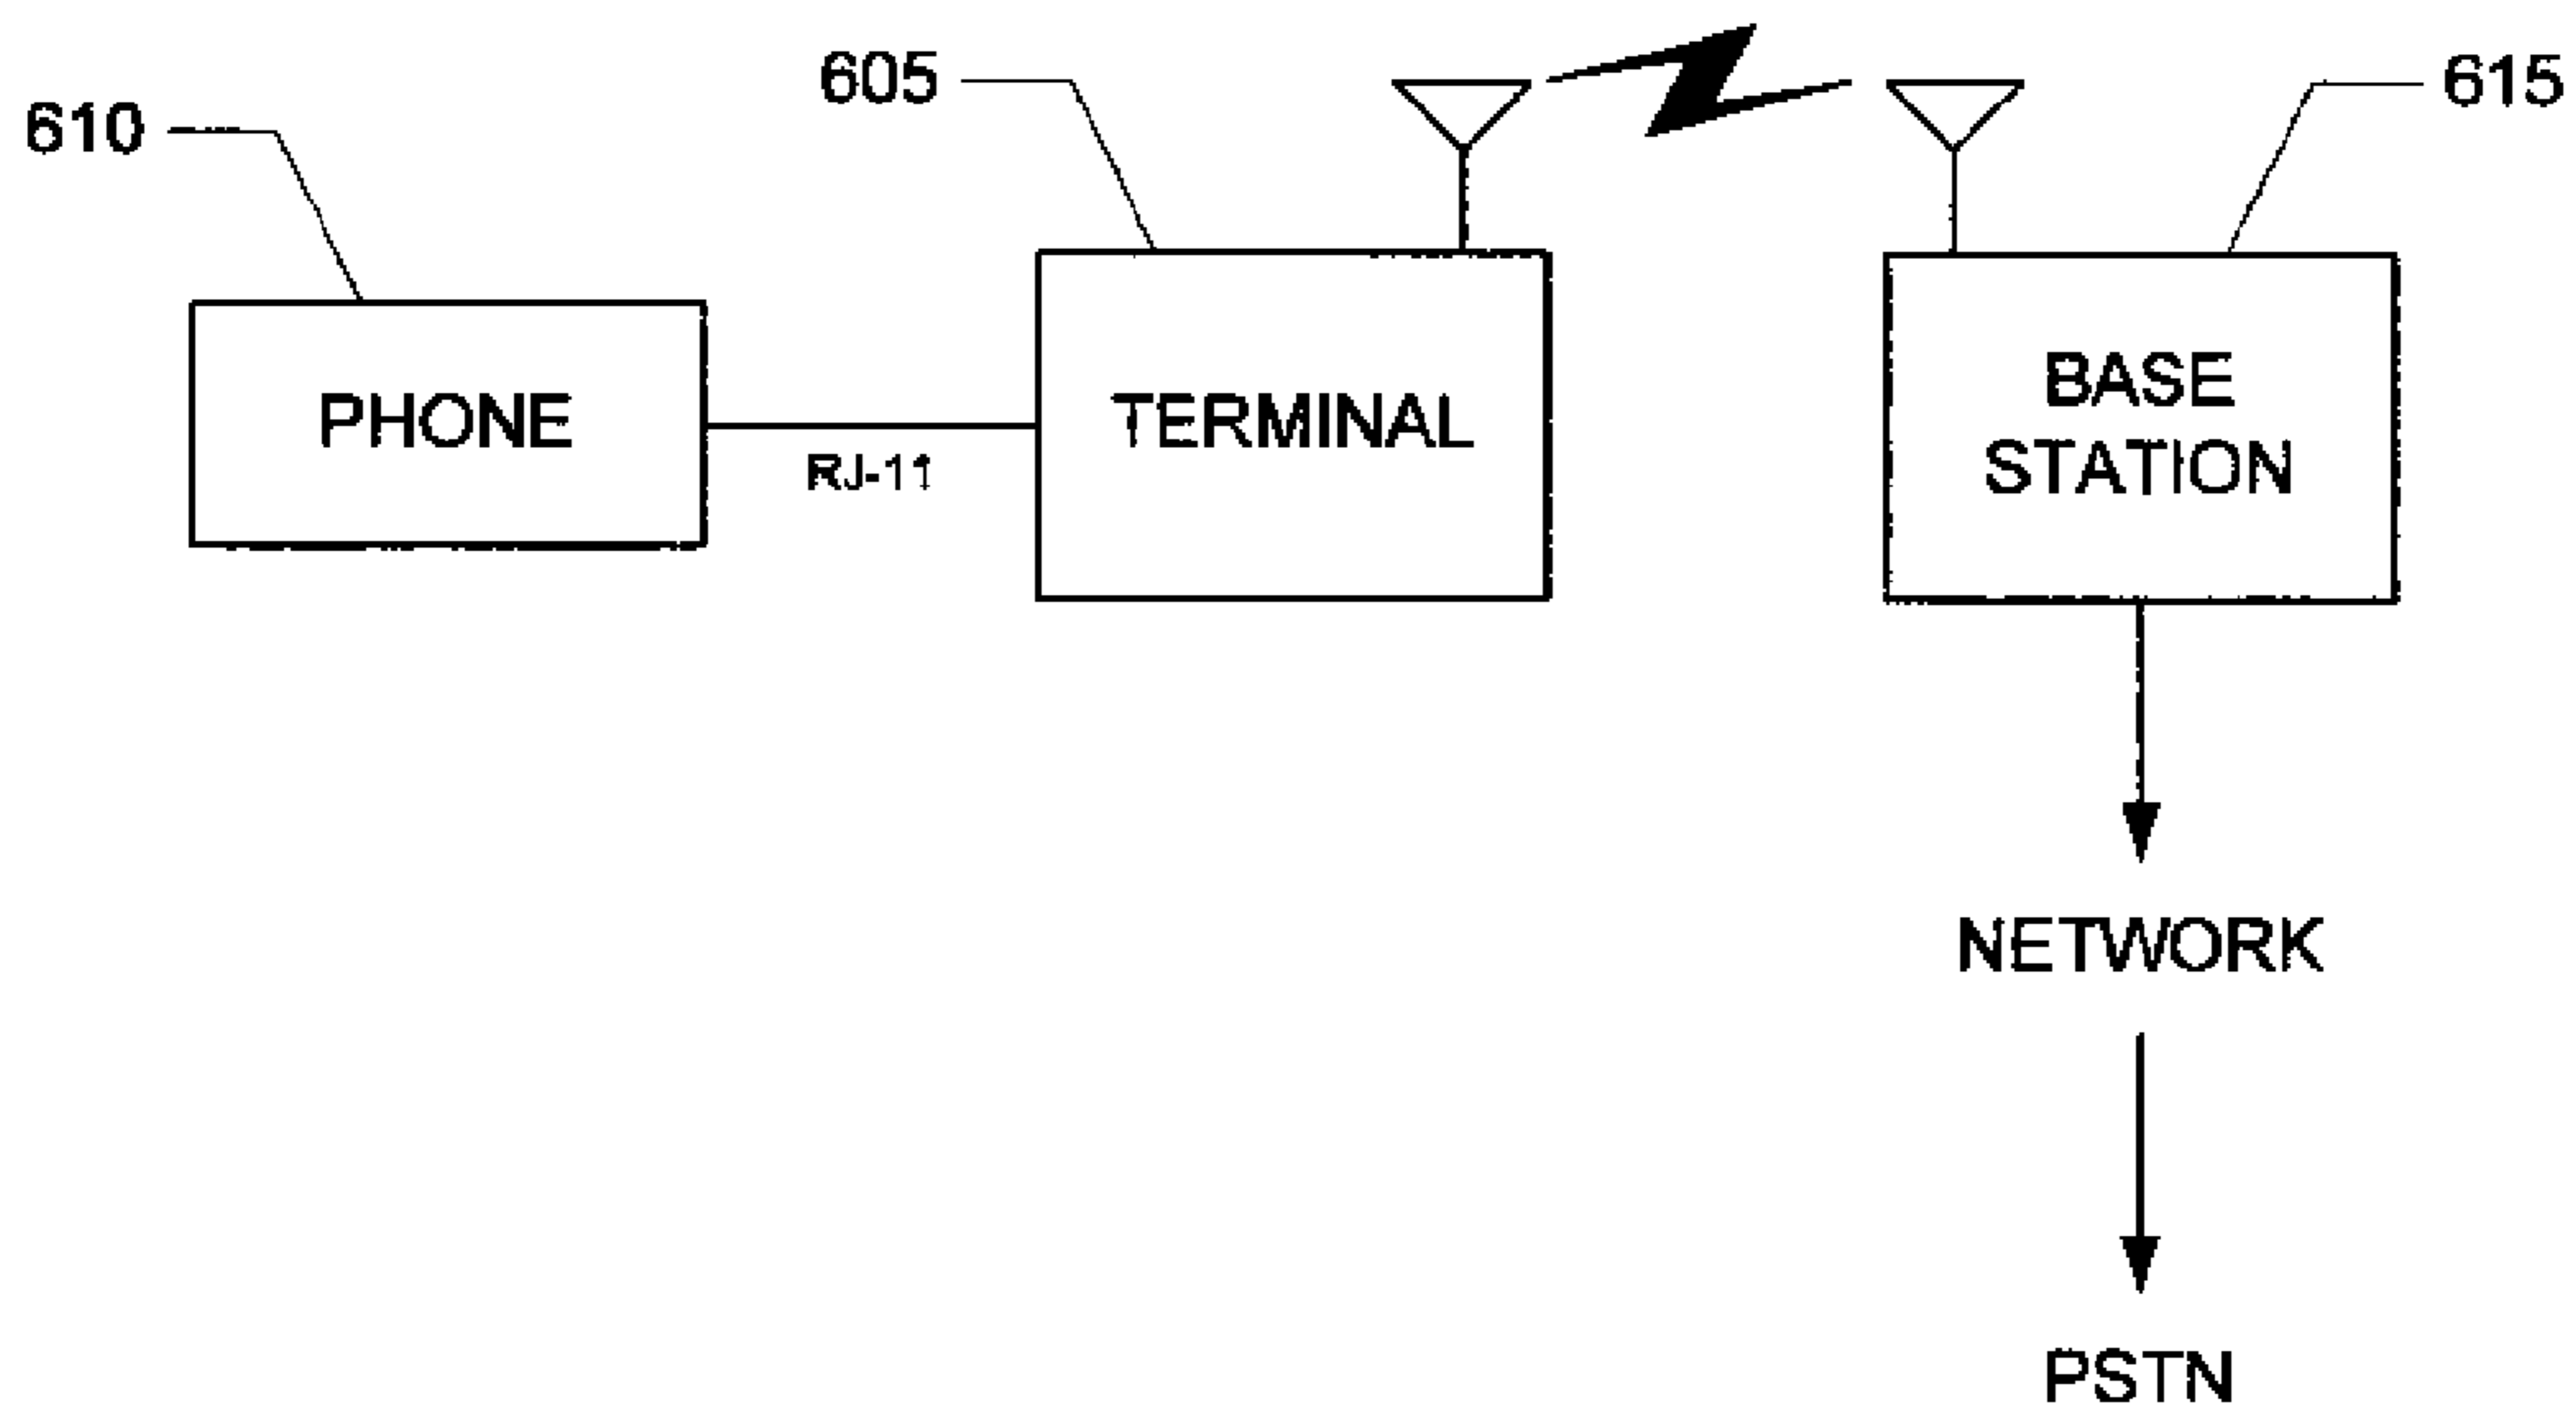 605
615
610
PHONE
RJ-11
TERMINAL
BASE
STATION
NETWORK
PSTN